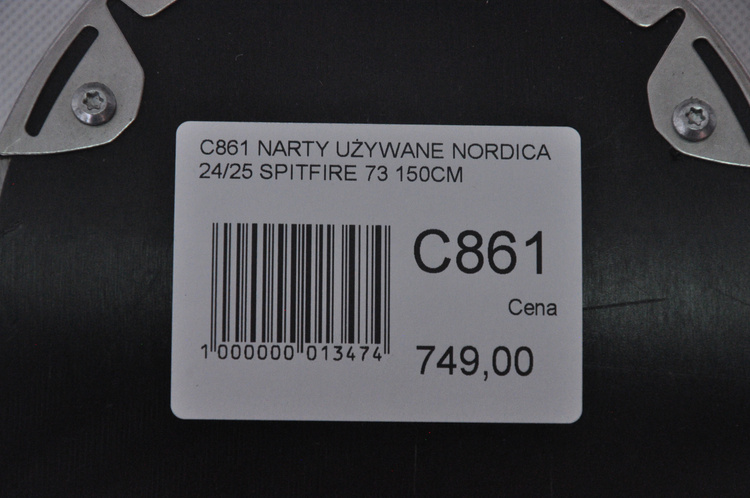 C861 NARTY UŻYWANE NORDICA
24/25 SPITFIRE 73 150CM
C861
Cena
1 000000 013474
749,00